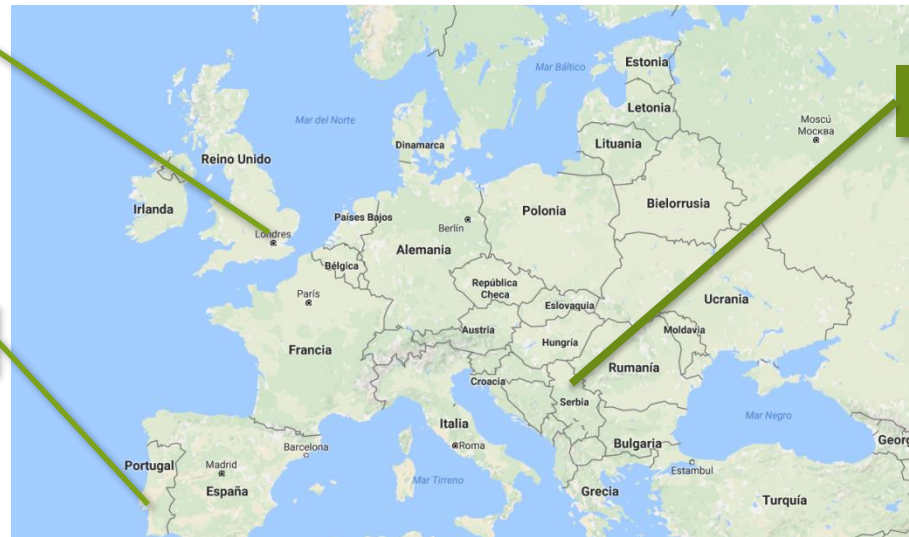 Estonia
Mar Báltico
Letonia
Moscú
Москва
Mar del Norte
Dinamarca
Lituania
Reino Unido
Bielorrusia
Irlanda
Países Bajos
Polonia
Berlín
Londres
Alemania
Bélgica
República
Checa
París
Eslovaquia
Ucrania
Austria
Moldavia
Hungría
Francia
Rumanía
Croacia
Serbia
Italia
Mar Negro
Barcelona
Roma
Bulgaria
Georg
Portugal
Madrid
Estambul
España
Mar Tirreno
Grecia
Turquía